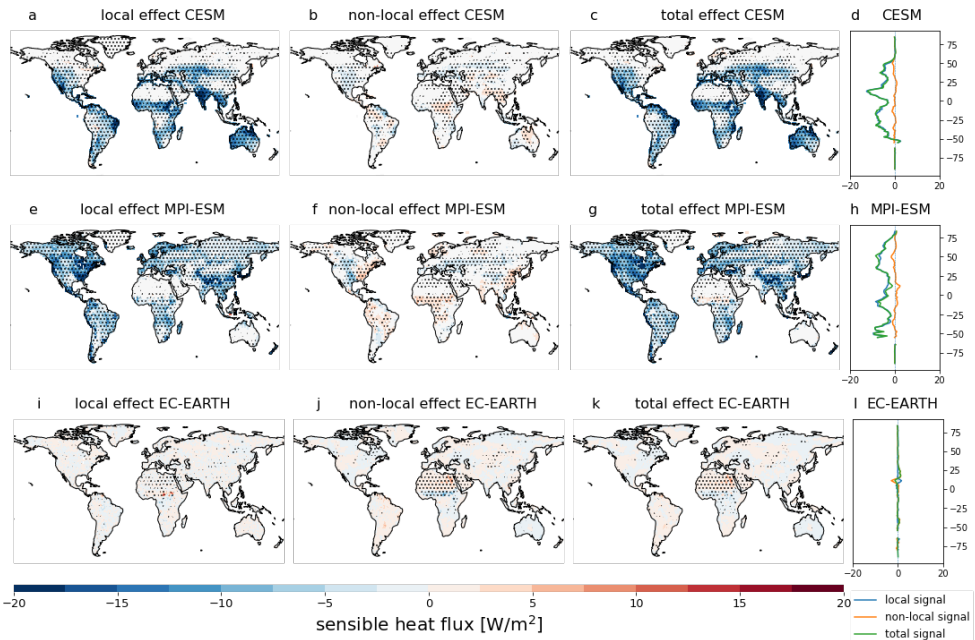 a local effect CESM b non-local effect CESM c total effect CESM d CESM
50
25
0
-25
-50
-75
-20 0 20
e local effect MPI-ESM f non-local effect MPI-ESM g total effect MPI-ESM h MPI-ESM
75
50
25
0
-25
-50
-75
-20 0 20
i local effect EC-EARTH j non-local effect EC-EARTH k total effect EC-EARTH l EC-EARTH
75
50
25
0
-25
-50
-75
-20 0 20
-20 -15 -10 -5 0 5 10 15 20
sensible heat flux [W/m²]
local signal
non-local signal
total signal